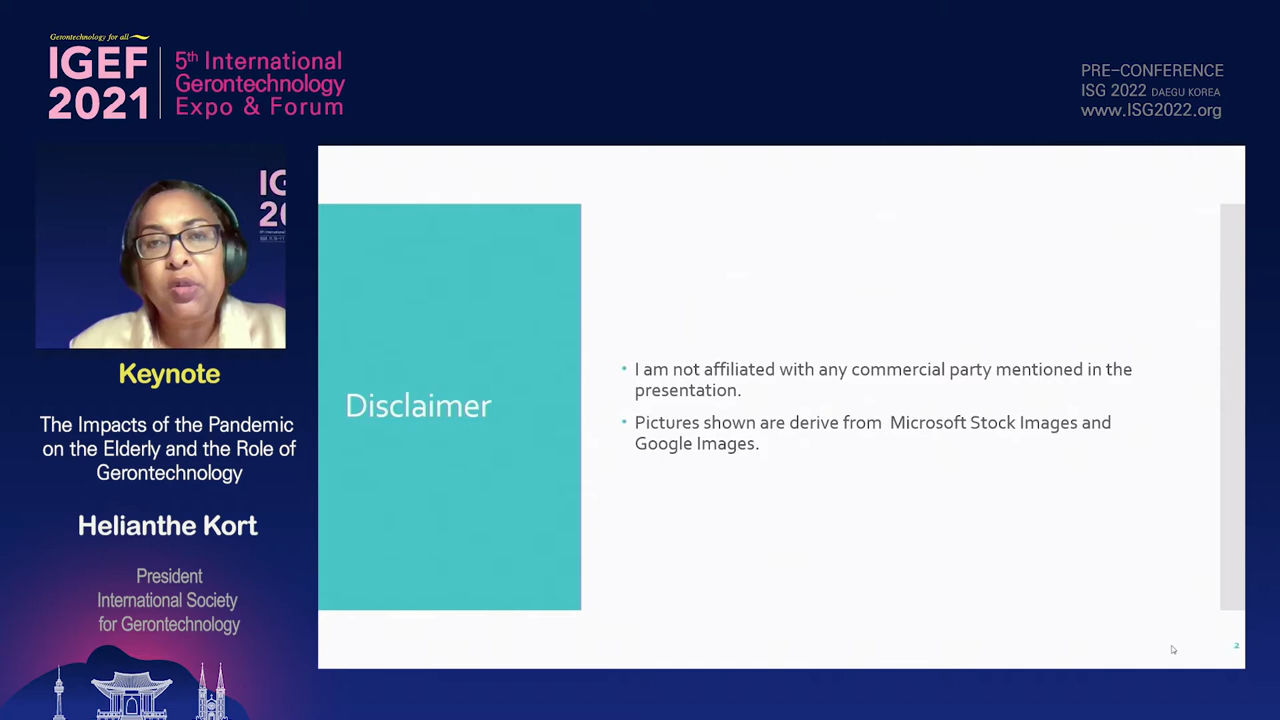 Gerontechnology for all
IGEF
2021
5th International
Gerontechnology
Expo & Forum
PRE-CONFERENCE
ISG 2022 DAEGU KOREA
www.ISG2022.org
Keynote
The Impacts of the Pandemic
on the Elderly and the Role of
Gerontechnology
Helianthe Kort
President
International Society
for Gerontechnology
Disclaimer
• I am not affiliated with any commercial party mentioned in the
presentation.
• Pictures shown are derive from Microsoft Stock Images and
Google Images.
2